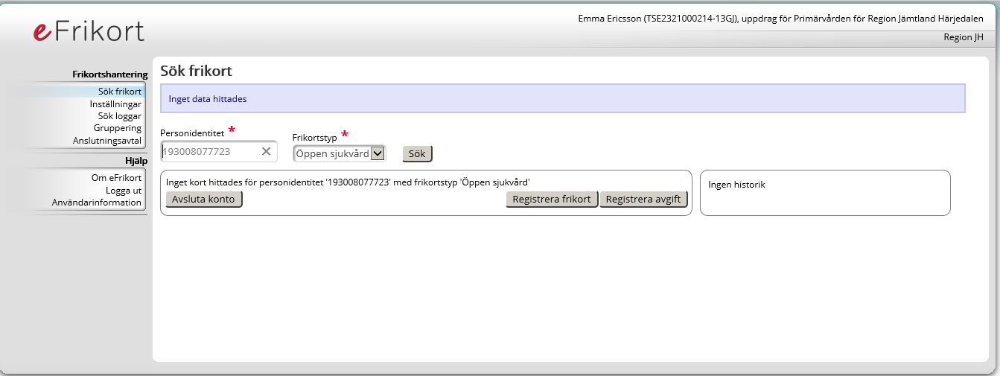 eFrikort
Emma Ericsson (TSE2321000214-13GJ), uppdrag för Primärvården för Region Jämtland Härjedalen
Region JH
Frikortshantering
Sök frikort
Inställningar
Sök loggar
Gruppering
Anslutningsavtal
Hjälp
Om eFrikort
Logga ut
Användarinformation
Sök frikort
Inget data hittades
Personidentitet *
Frikortstyp *
193008077723
Öppen sjukvård
Sök
Inget kort hittades för personidentitet '193008077723' med frikortstyp 'Öppen sjukvård'
Avsluta konto
Registrera frikort
Registrera avgift
Ingen historik